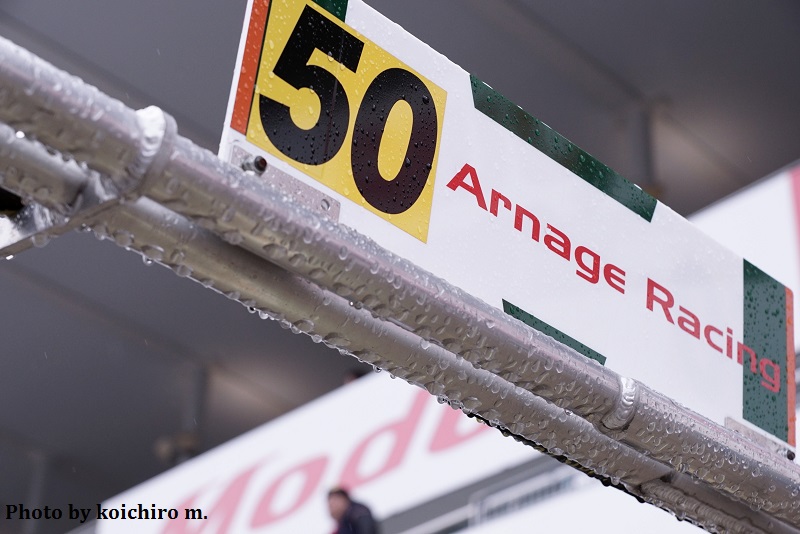 50
Arnage Racing
Photo by koichiro m.